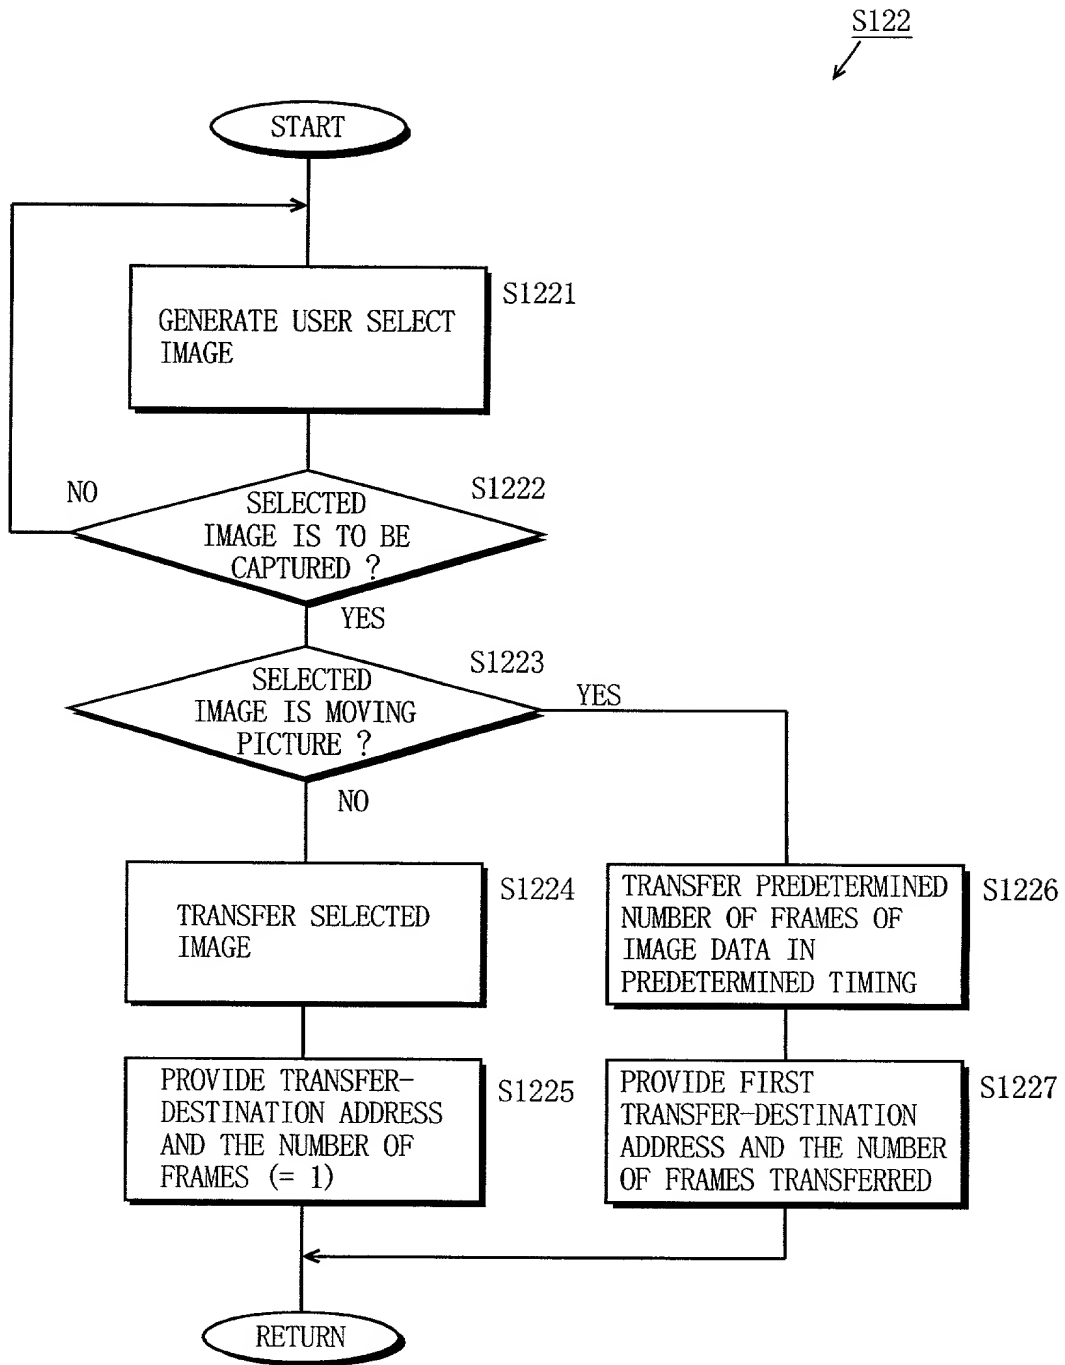 S122
START
S1221
GENERATE USER SELECT
IMAGE
NO
S1222
SELECTED
IMAGE IS TO BE
CAPTURED ?
YES
S1223
SELECTED
IMAGE IS MOVING
PICTURE ?
YES
NO
S1224
TRANSFER SELECTED
IMAGE
S1226
TRANSFER PREDETERMINED
NUMBER OF FRAMES OF
IMAGE DATA IN
PREDETERMINED TIMING
S1225
PROVIDE TRANSFER-
DESTINATION ADDRESS
AND THE NUMBER OF
FRAMES (= 1)
S1227
PROVIDE FIRST
TRANSFER-DESTINATION
ADDRESS AND THE NUMBER
OF FRAMES TRANSFERRED
RETURN